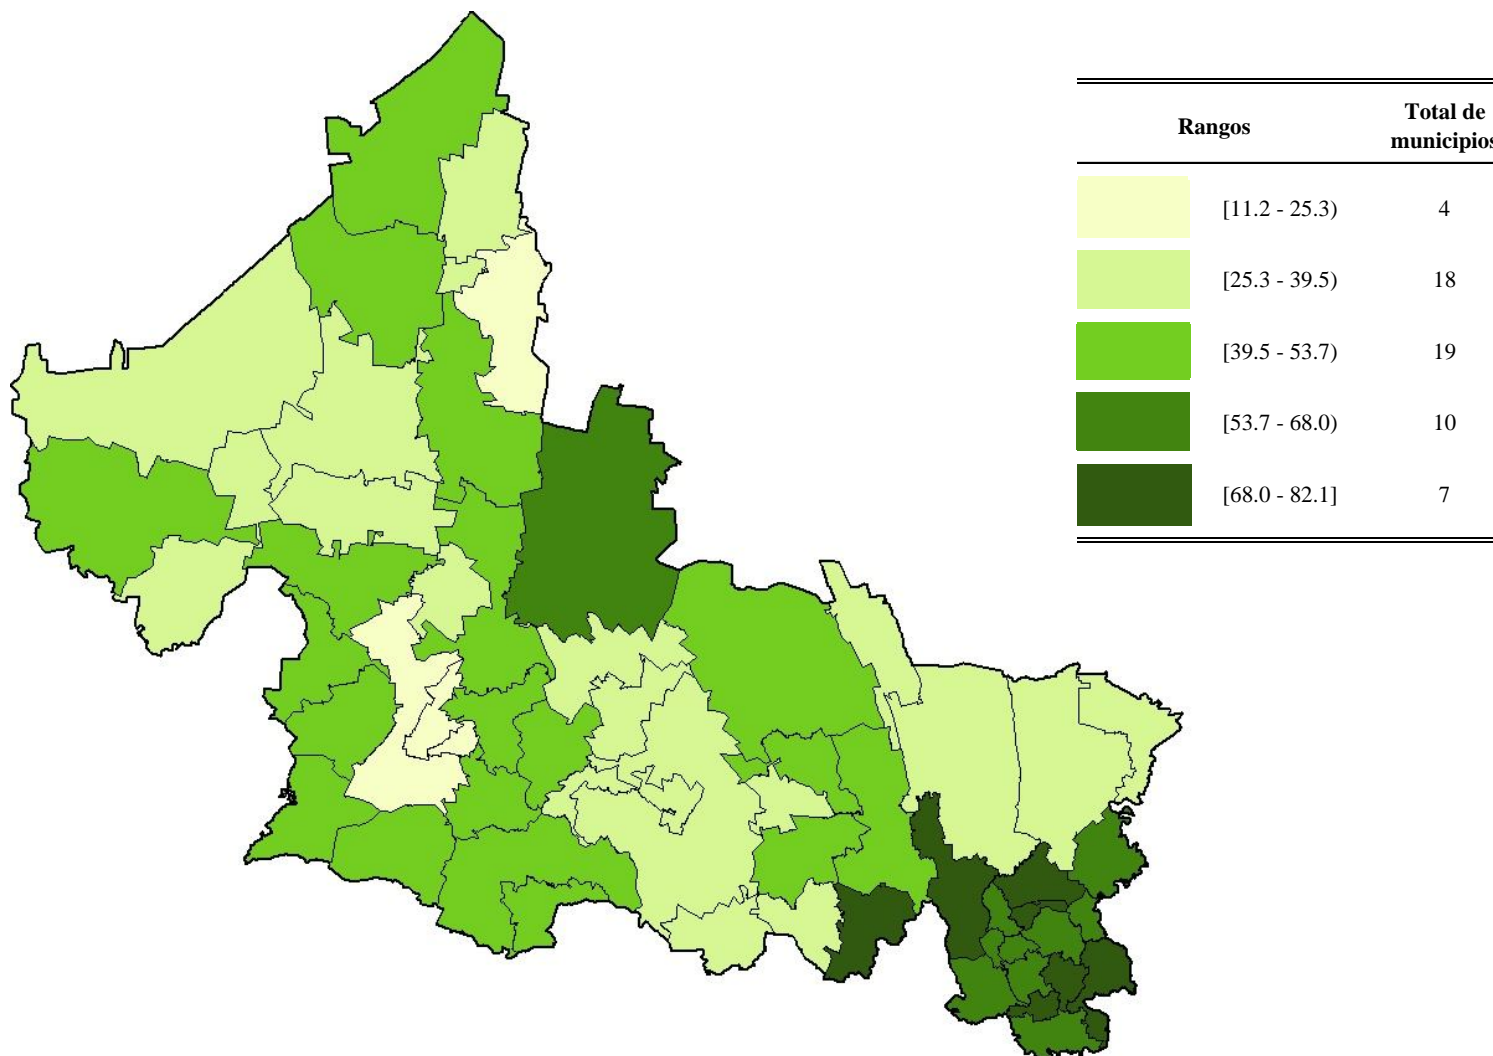 Rangos
Total de
municipios
[11.2 - 25.3) 4
[25.3 - 39.5) 18
[39.5 - 53.7) 19
[53.7 - 68.0) 10
[68.0 - 82.1] 7